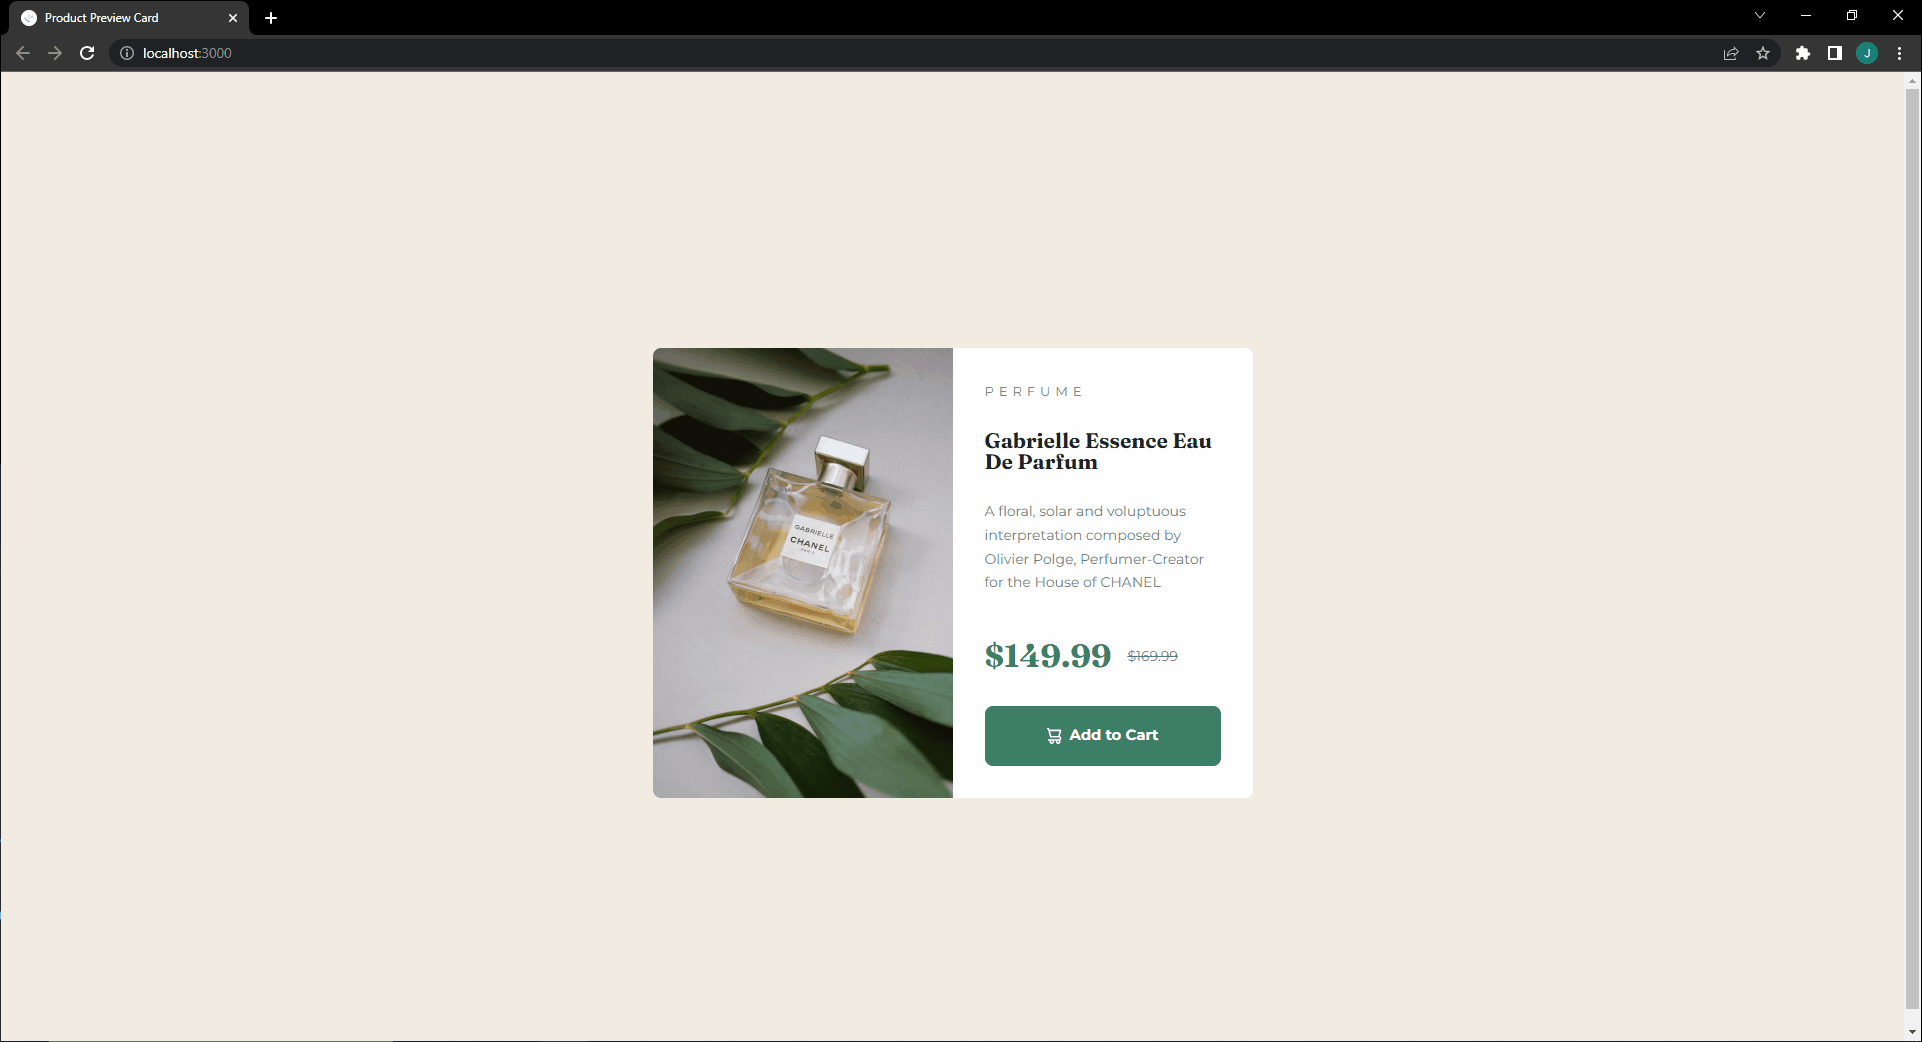 Product Preview Card
localhost:3000
J
GABRIELLE
CHANEL
PARIS
PERFUME
Gabrielle Essence Eau
De Parfum
A floral, solar and voluptuous
interpretation composed by
Olivier Polge, Perfumer-Creator
for the House of CHANEL
$149.99 $169.99
Add to Cart